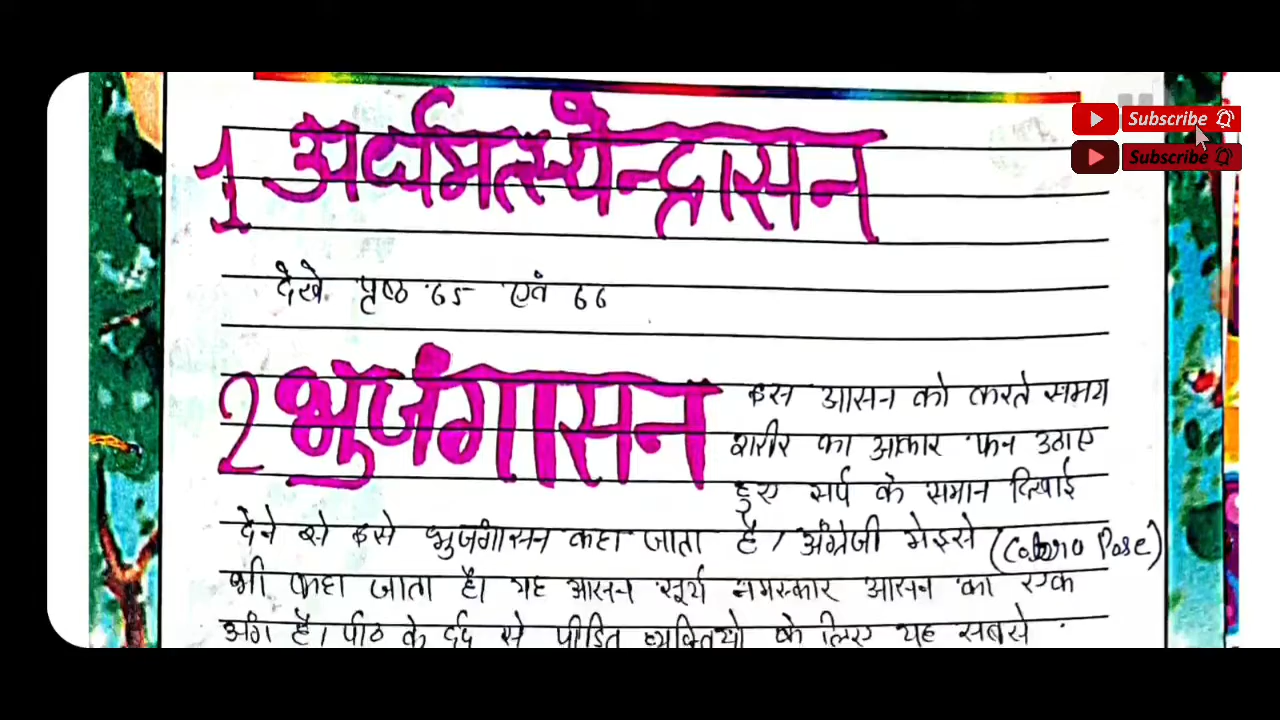 1 अर्धमत्स्येन्द्रासन
Subscribe
Subscribe
देखे पृष्ठ 65 एवं 66
2 भुजंगासन
इस आसन को करते समय
शरीर का आकार फन उठाए
हुए सर्प के समान दिखाई
देने से इसे भुजंगासन कहा जाता है। अंग्रेजी मेइसे (Cobra Pose)
भी कहा जाता है। यह आसन सूर्य नमस्कार आसन का एक
अंग है। पीठ के दर्द से पीड़ित व्यक्तियो के लिए यह सबसे